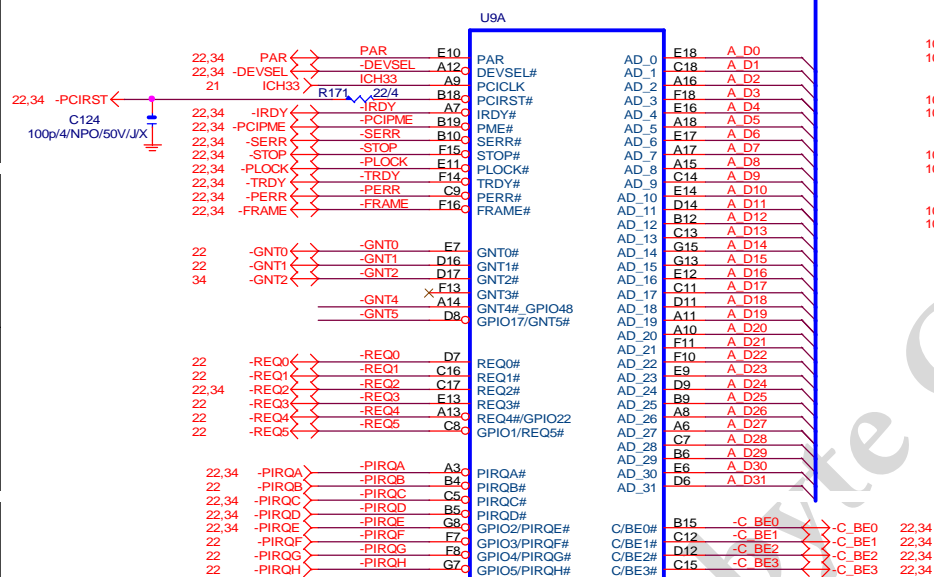 U9A
22,34 PAR PAR E10 PAR AD_0 E18 A_D0
22,34 -DEVSEL -DEVSEL A12 DEVSEL# AD_1 C18 A_D1
21 ICH33 ICH33 A9 PCICLK AD_2 A16 A_D2
22,34 -PCIRST R171 22/4 B18 PCIRST# AD_3 F18 A_D3
22,34 -IRDY -IRDY A7 IRDY# AD_4 E16 A_D4
C124
22,34 -PCIPME -PCIPME B19 PME# AD_5 A18 A_D5
100p/4/NPO/50V/J/X
22,34 -SERR -SERR B10 SERR# AD_6 E17 A_D6
22,34 -STOP -STOP F15 STOP# AD_7 A17 A_D7
22,34 -PLOCK -PLOCK E11 PLOCK# AD_8 A15 A_D8
22,34 -TRDY -TRDY F14 TRDY# AD_9 C14 A_D9
22,34 -PERR -PERR C9 PERR# AD_10 E14 A_D10
22,34 -FRAME -FRAME F16 FRAME# AD_11 D14 A_D11
AD_12 B12 A_D12
AD_13 C13 A_D13
22 -GNT0 -GNT0 E7 GNT0# AD_14 G15 A_D14
22 -GNT1 -GNT1 D16 GNT1# AD_15 G13 A_D15
34 -GNT2 -GNT2 D17 GNT2# AD_16 E12 A_D16
F13 GNT3# AD_17 C11 A_D17
-GNT4 A14 GNT4#_GPIO48 AD_18 D11 A_D18
-GNT5 D8 GPIO17/GNT5# AD_19 A11 A_D19
AD_20 A10 A_D20
AD_21 F11 A_D21
22 -REQ0 -REQ0 D7 REQ0# AD_22 F10 A_D22
22 -REQ1 -REQ1 C16 REQ1# AD_23 E9 A_D23
22,34 -REQ2 -REQ2 C17 REQ2# AD_24 D9 A_D24
22 -REQ3 -REQ3 E13 REQ3# AD_25 B9 A_D25
22 -REQ4 -REQ4 A13 REQ4#/GPIO22 AD_26 A8 A_D26
22 -REQ5 -REQ5 C8 GPIO1/REQ5# AD_27 A6 A_D27
AD_28 C7 A_D28
AD_29 B6 A_D29
22,34 -PIRQA -PIRQA A3 PIRQA# AD_30 E6 A_D30
22 -PIRQB -PIRQB B4 PIRQB# AD_31 D6 A_D31
22,34 -PIRQC -PIRQC C5 PIRQC#
22,34 -PIRQD -PIRQD B5 PIRQD#
22,34 -PIRQE -PIRQE G8 GPIO2/PIRQE# C/BE0# B15 -C_BE0 -C_BE0 22,34
22 -PIRQF -PIRQF F7 GPIO3/PIRQF# C/BE1# C12 -C_BE1 -C_BE1 22,34
22 -PIRQG -PIRQG F8 GPIO4/PIRQG# C/BE2# D12 -C_BE2 -C_BE2 22,34
22 -PIRQH -PIRQH G7 GPIO5/PIRQH# C/BE3# C15 -C_BE3 -C_BE3 22,34